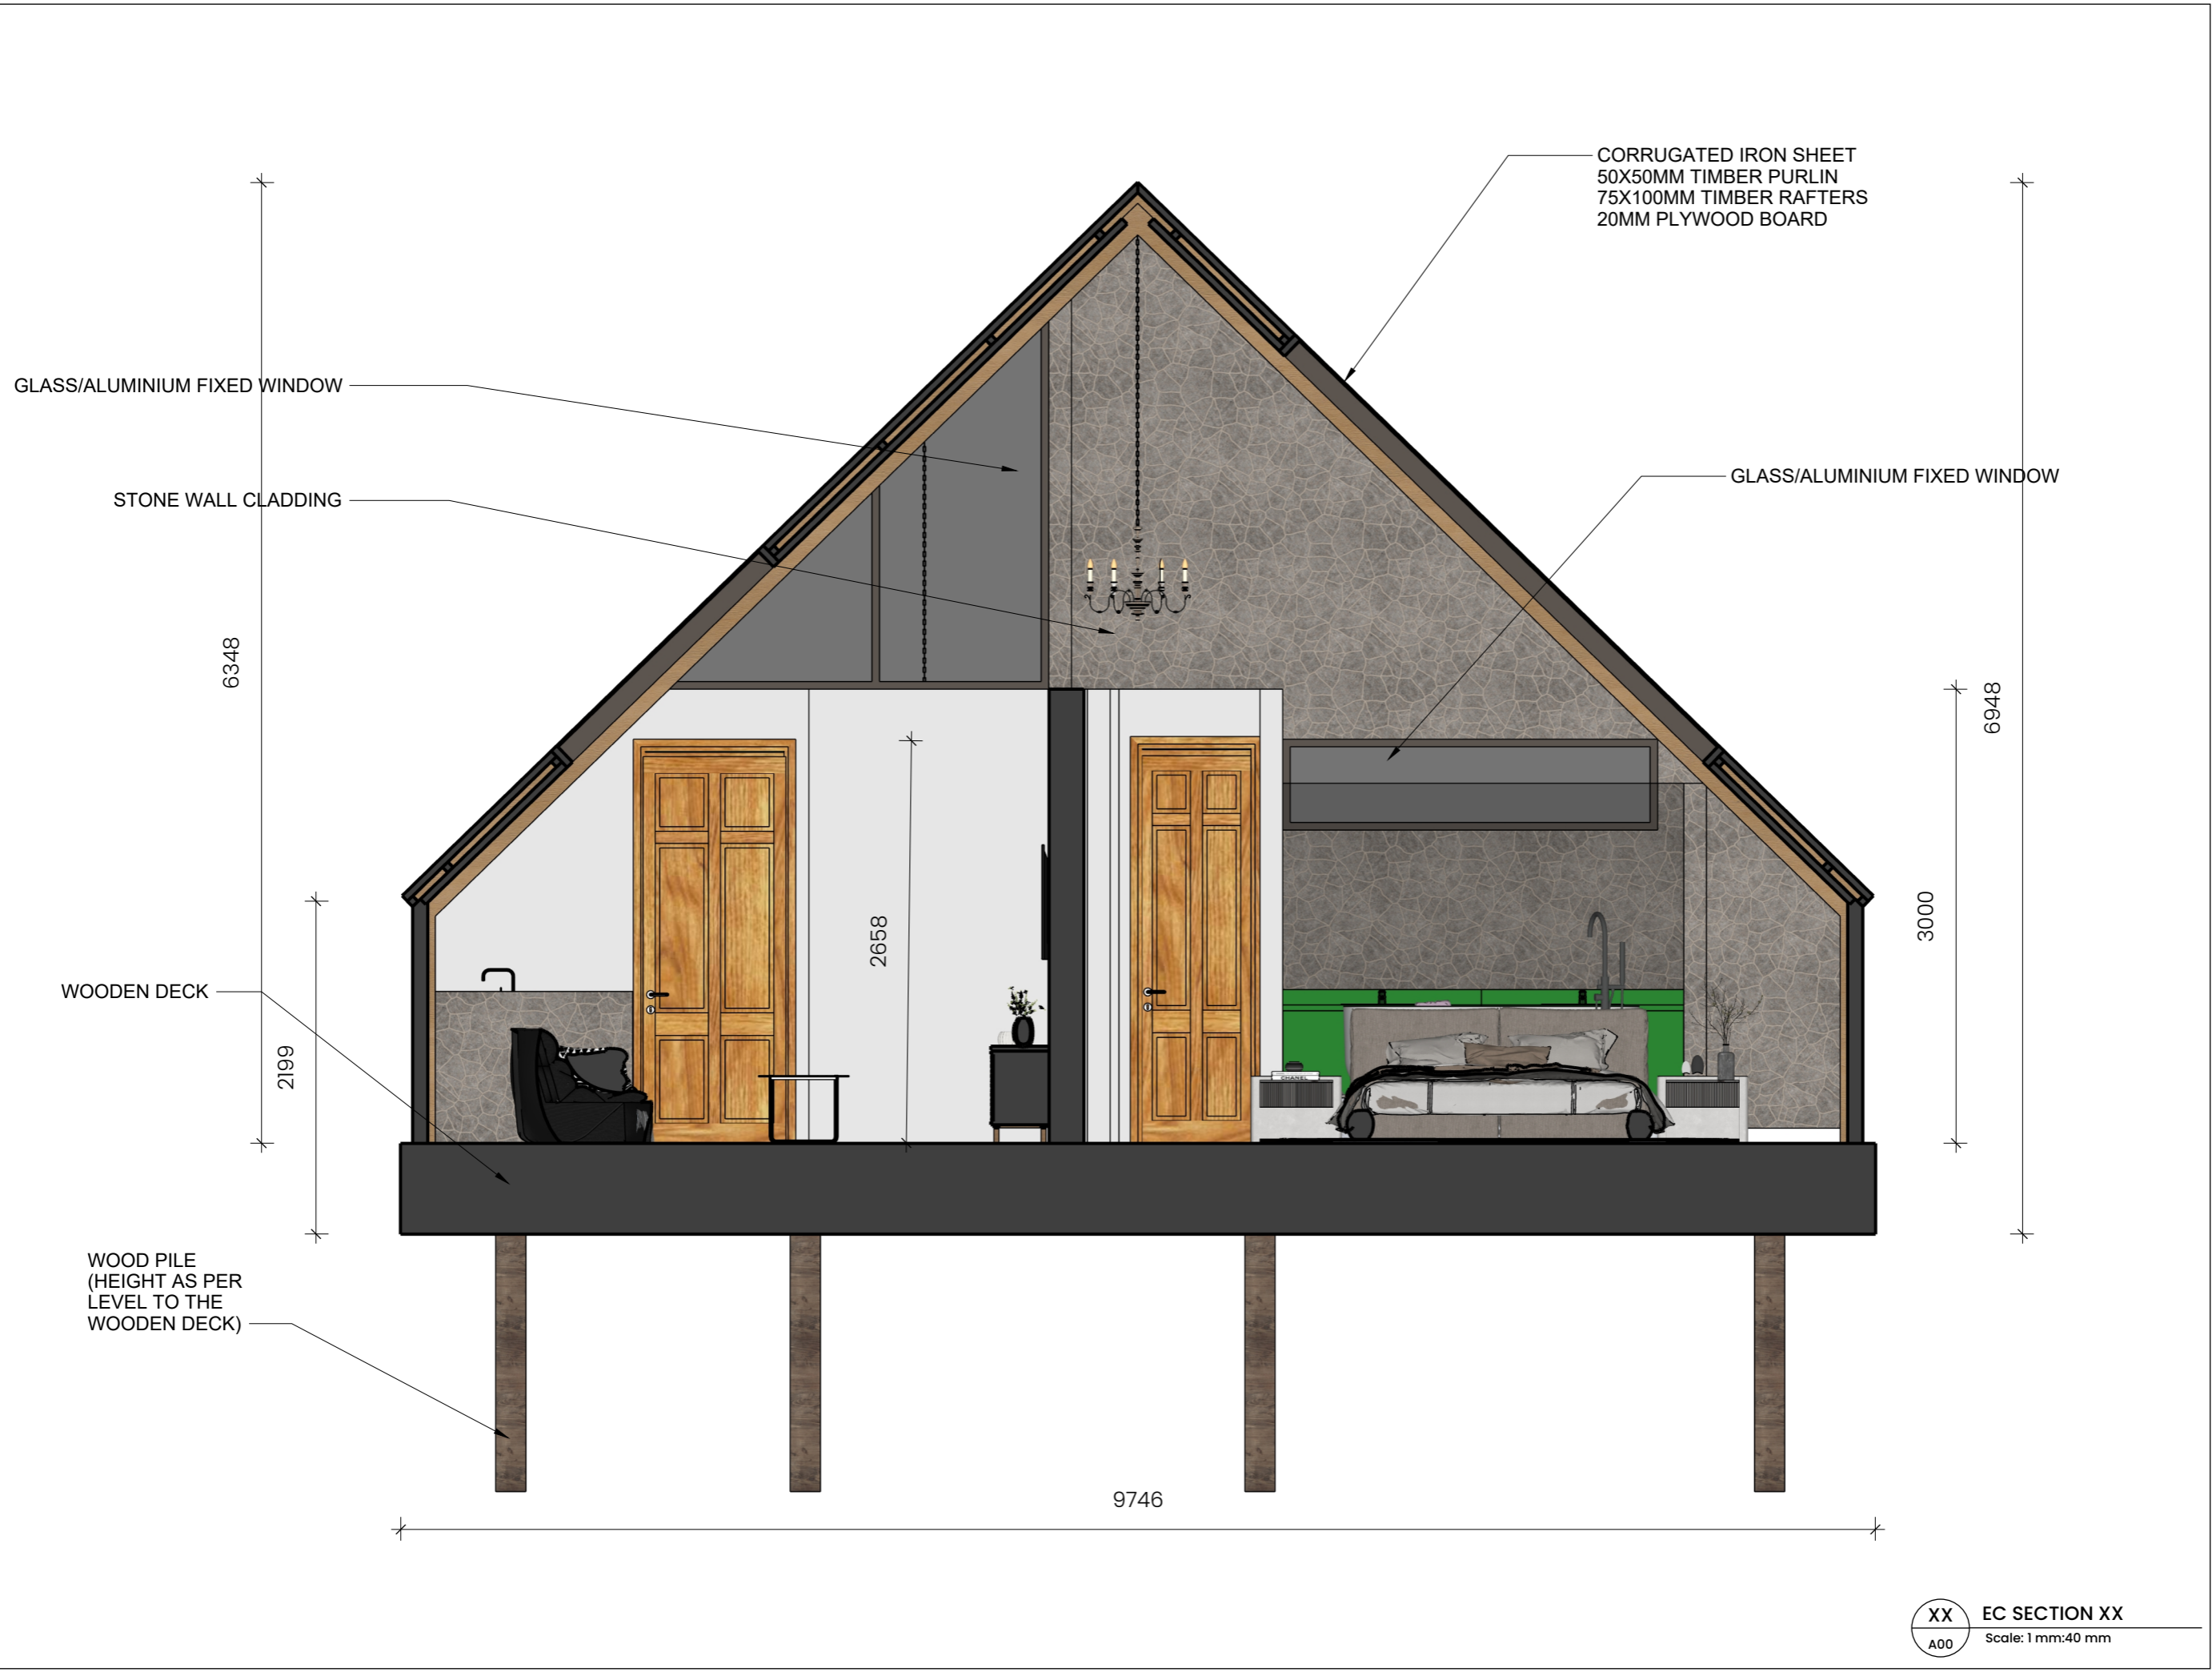 CORRUGATED IRON SHEET
50X50MM TIMBER PURLIN
75X100MM TIMBER RAFTERS
20MM PLYWOOD BOARD
GLASS/ALUMINIUM FIXED WINDOW
GLASS/ALUMINIUM FIXED WINDOW
STONE WALL CLADDING
6348
6948
3000
2658
WOODEN DECK
2199
CHANEL
WOOD PILE
(HEIGHT AS PER
LEVEL TO THE
WOODEN DECK)
9746
XX
A00
EC SECTION XX
Scale: 1 mm:40 mm